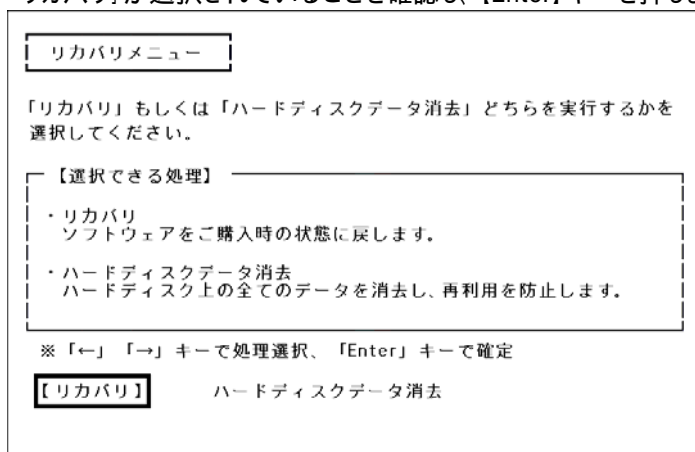 リカバリメニュー
「リカバリ」もしくは「ハードディスクデータ消去」どちらを実行するかを
選択してください。
【選択できる処理】
・リカバリ
ソフトウェアをご購入時の状態に戻します。
・ハードディスクデータ消去
ハードディスク上の全てのデータを消去し、再利用を防止します。
※「←」「→」キーで処理選択、「Enter」キーで確定
【リカバリ】 ハードディスクデータ消去